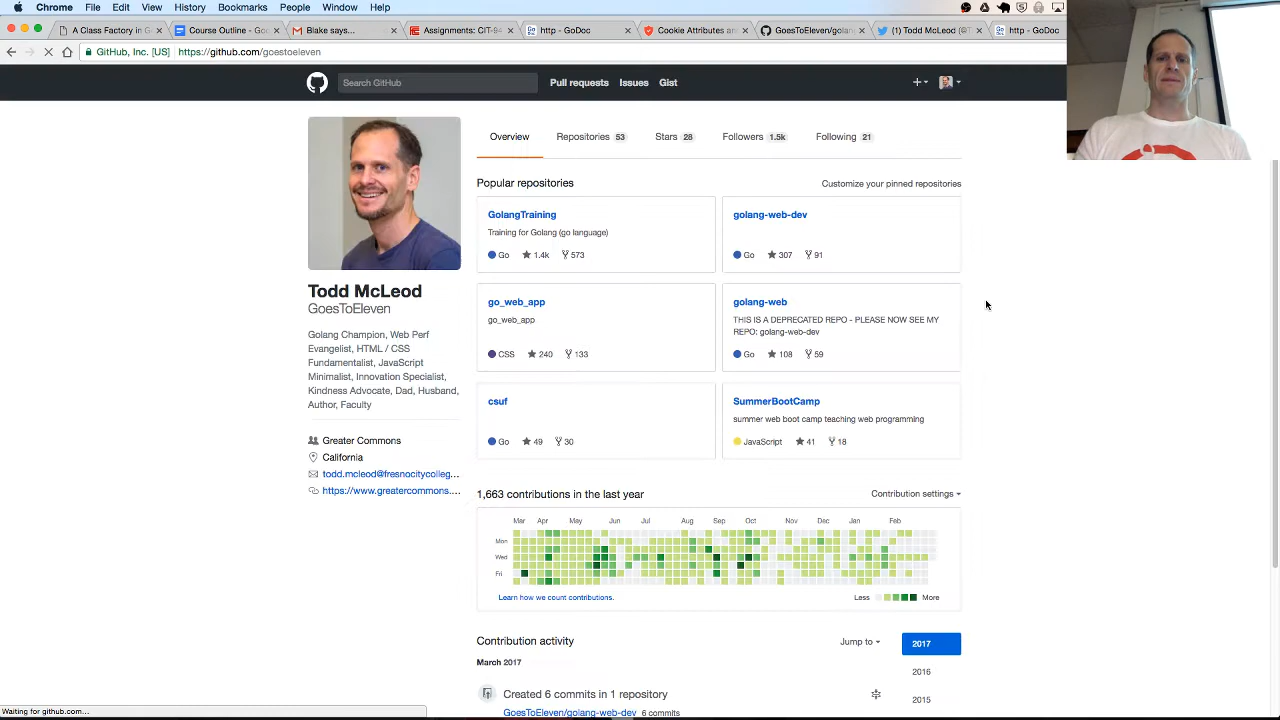 Chrome File Edit View History Bookmarks People Window Help
A Class Factory in G
Course Outline - Go
Blake says...
Assignments: CIT-94
http - GoDoc
Cookie Attributes an
GoesToEleven/golan
(1) Todd McLeod (@T
http - GoDoc
GitHub, Inc. [US] https://github.com/goestoeleven
Search GitHub
Pull requests Issues Gist
Overview Repositories 53 Stars 28 Followers 1.5k Following 21
Popular repositories
Customize your pinned repositories
GolangTraining
Training for Golang (go language)
Go 1.4k 573
golang-web-dev
Go 307 91
go_web_app
go_web_app
CSS 240 133
golang-web
THIS IS A DEPRECATED REPO - PLEASE NOW SEE MY
REPO: golang-web-dev
Go 108 59
csuf
Go 49 30
SummerBootCamp
summer web boot camp teaching web programming
JavaScript 41 18
Todd McLeod
GoesToEleven
Golang Champion, Web Perf
Evangelist, HTML / CSS
Fundamentalist, JavaScript
Minimalist, Innovation Specialist,
Kindness Advocate, Dad, Husband,
Author, Faculty
Greater Commons
California
todd.mcleod@fresnocitycolleg...
https://www.greatercommons....
1,663 contributions in the last year
Contribution settings
Mar Apr May Jun Jul Aug Sep Oct Nov Dec Jan Feb
Mon
Wed
Fri
Learn how we count contributions.
Less More
Contribution activity
Jump to
2017
2016
2015
March 2017
Created 6 commits in 1 repository
GoesToEleven/golang-web-dev 6 commits
Waiting for github.com...